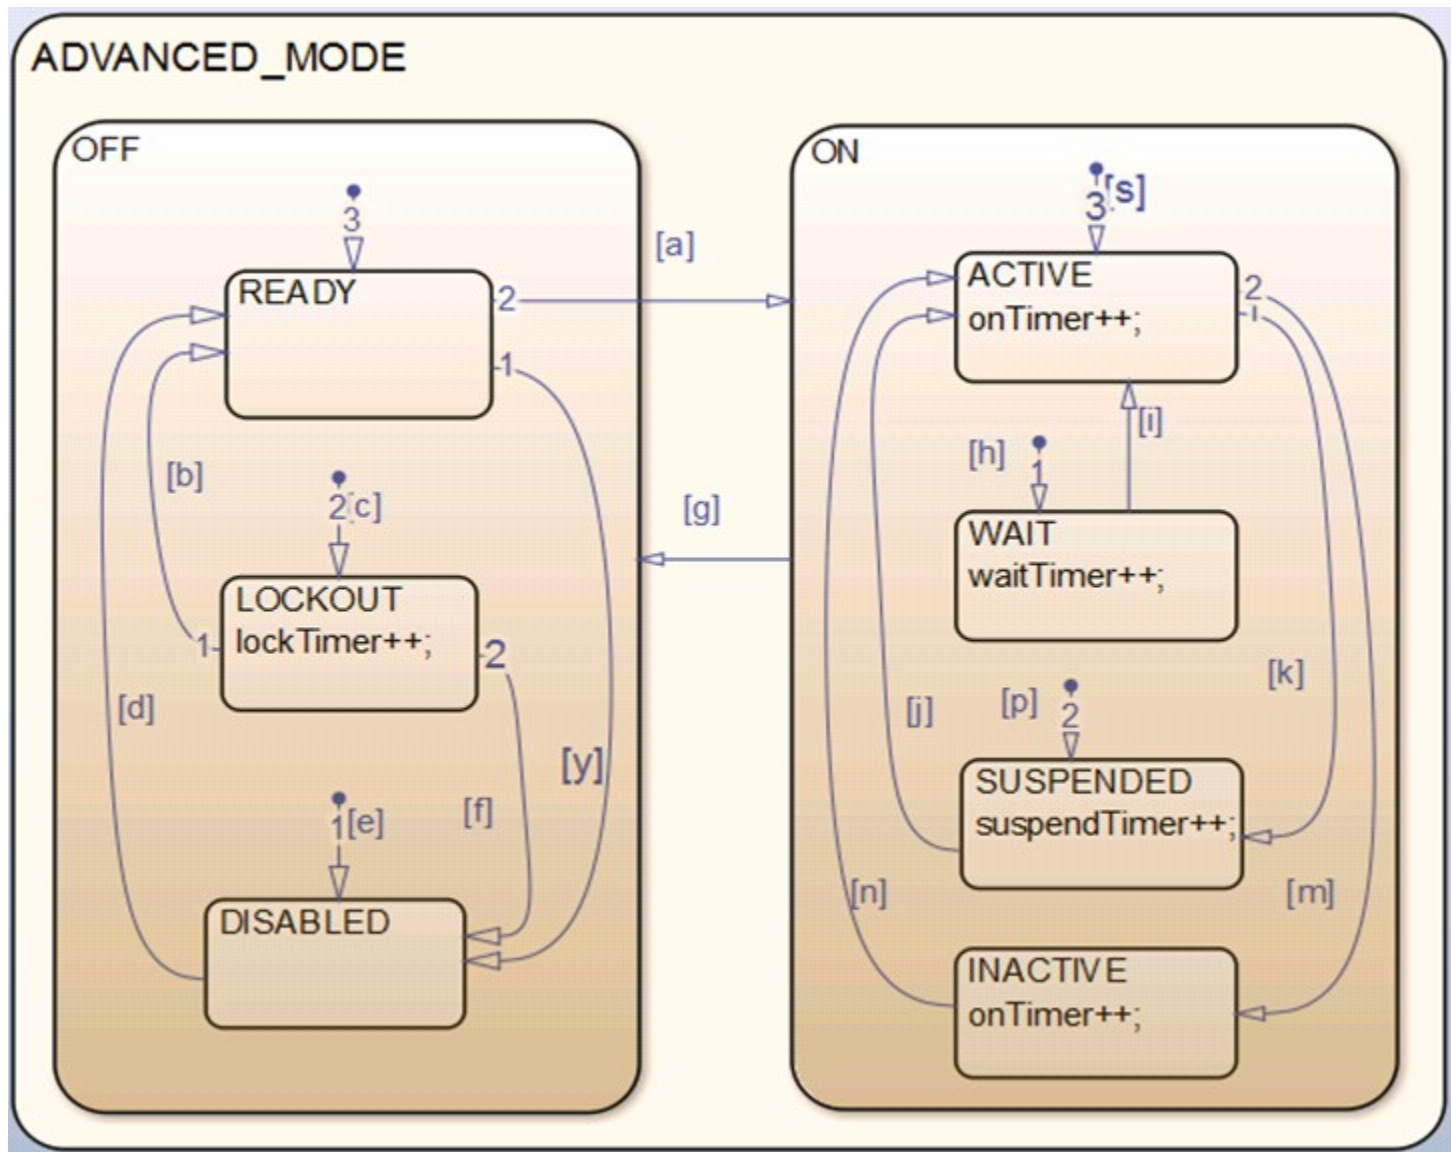 ADVANCED_MODE
OFF
3
READY
2
1
[a]
[b]
2[c]
LOCKOUT
lockTimer++;
1
2
[d]
[y]
[f]
1[e]
DISABLED
[g]
ON
3[s]
ACTIVE
onTimer++;
2
1
[i]
[h]
1
WAIT
waitTimer++;
[k]
[j]
[p]
2
SUSPENDED
suspendTimer++;
[n]
[m]
INACTIVE
onTimer++;